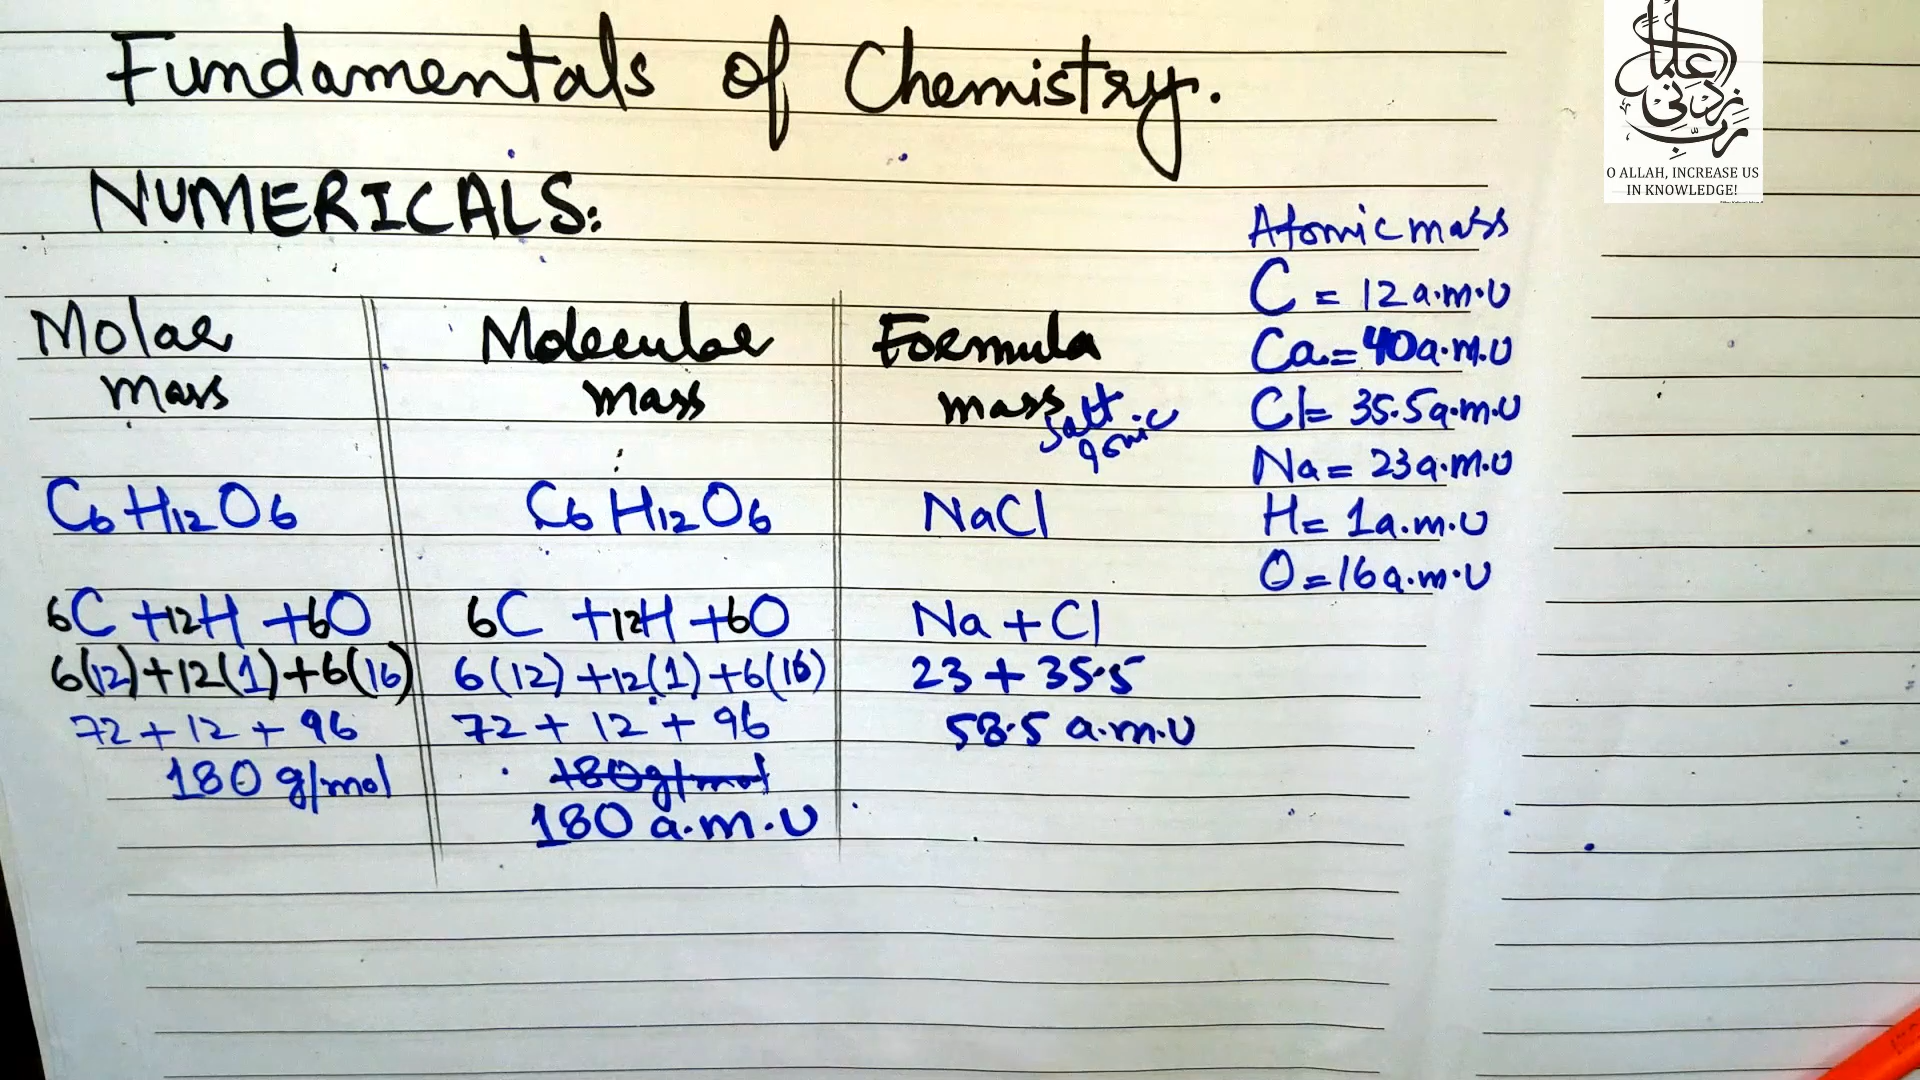 Fundamentals of Chemistry.
NUMERICALS:
رَبِّ زِدْنِي عِلْمًا
O ALLAH, INCREASE US
IN KNOWLEDGE!
Atomic mass
C = 12 a.m.u
Ca = 40 a.m.u
Cl = 35.5 a.m.u
Na = 23 a.m.u
H = 1 a.m.u
O = 16 a.m.u
Molar
mass
C6H12O6
6C + 12H + 6O
6(12) + 12(1) + 6(16)
72 + 12 + 96
180 g/mol
Molecular
mass
C6H12O6
6C + 12H + 6O
6(12) + 12(1) + 6(16)
72 + 12 + 96
180 g/mol
180 a.m.u
Formula
mass
salt
NaCl
Na + Cl
23 + 35.5
58.5 a.m.u